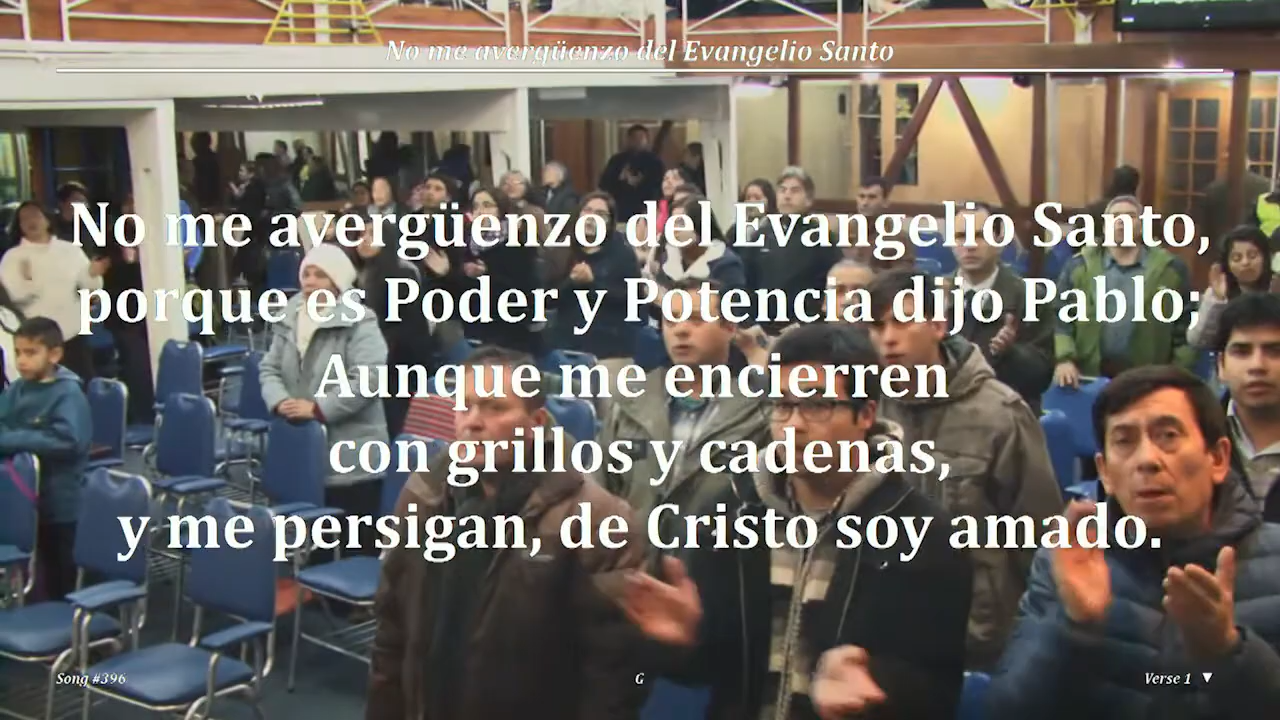 No me avergüenzo del Evangelio Santo
No me avergüenzo del Evangelio Santo,
porque es Poder y Potencia dijo Pablo;
Aunque me encierren
con grillos y cadenas,
y me persigan, de Cristo soy amado.
Song #396
G
Verse 1 ▼